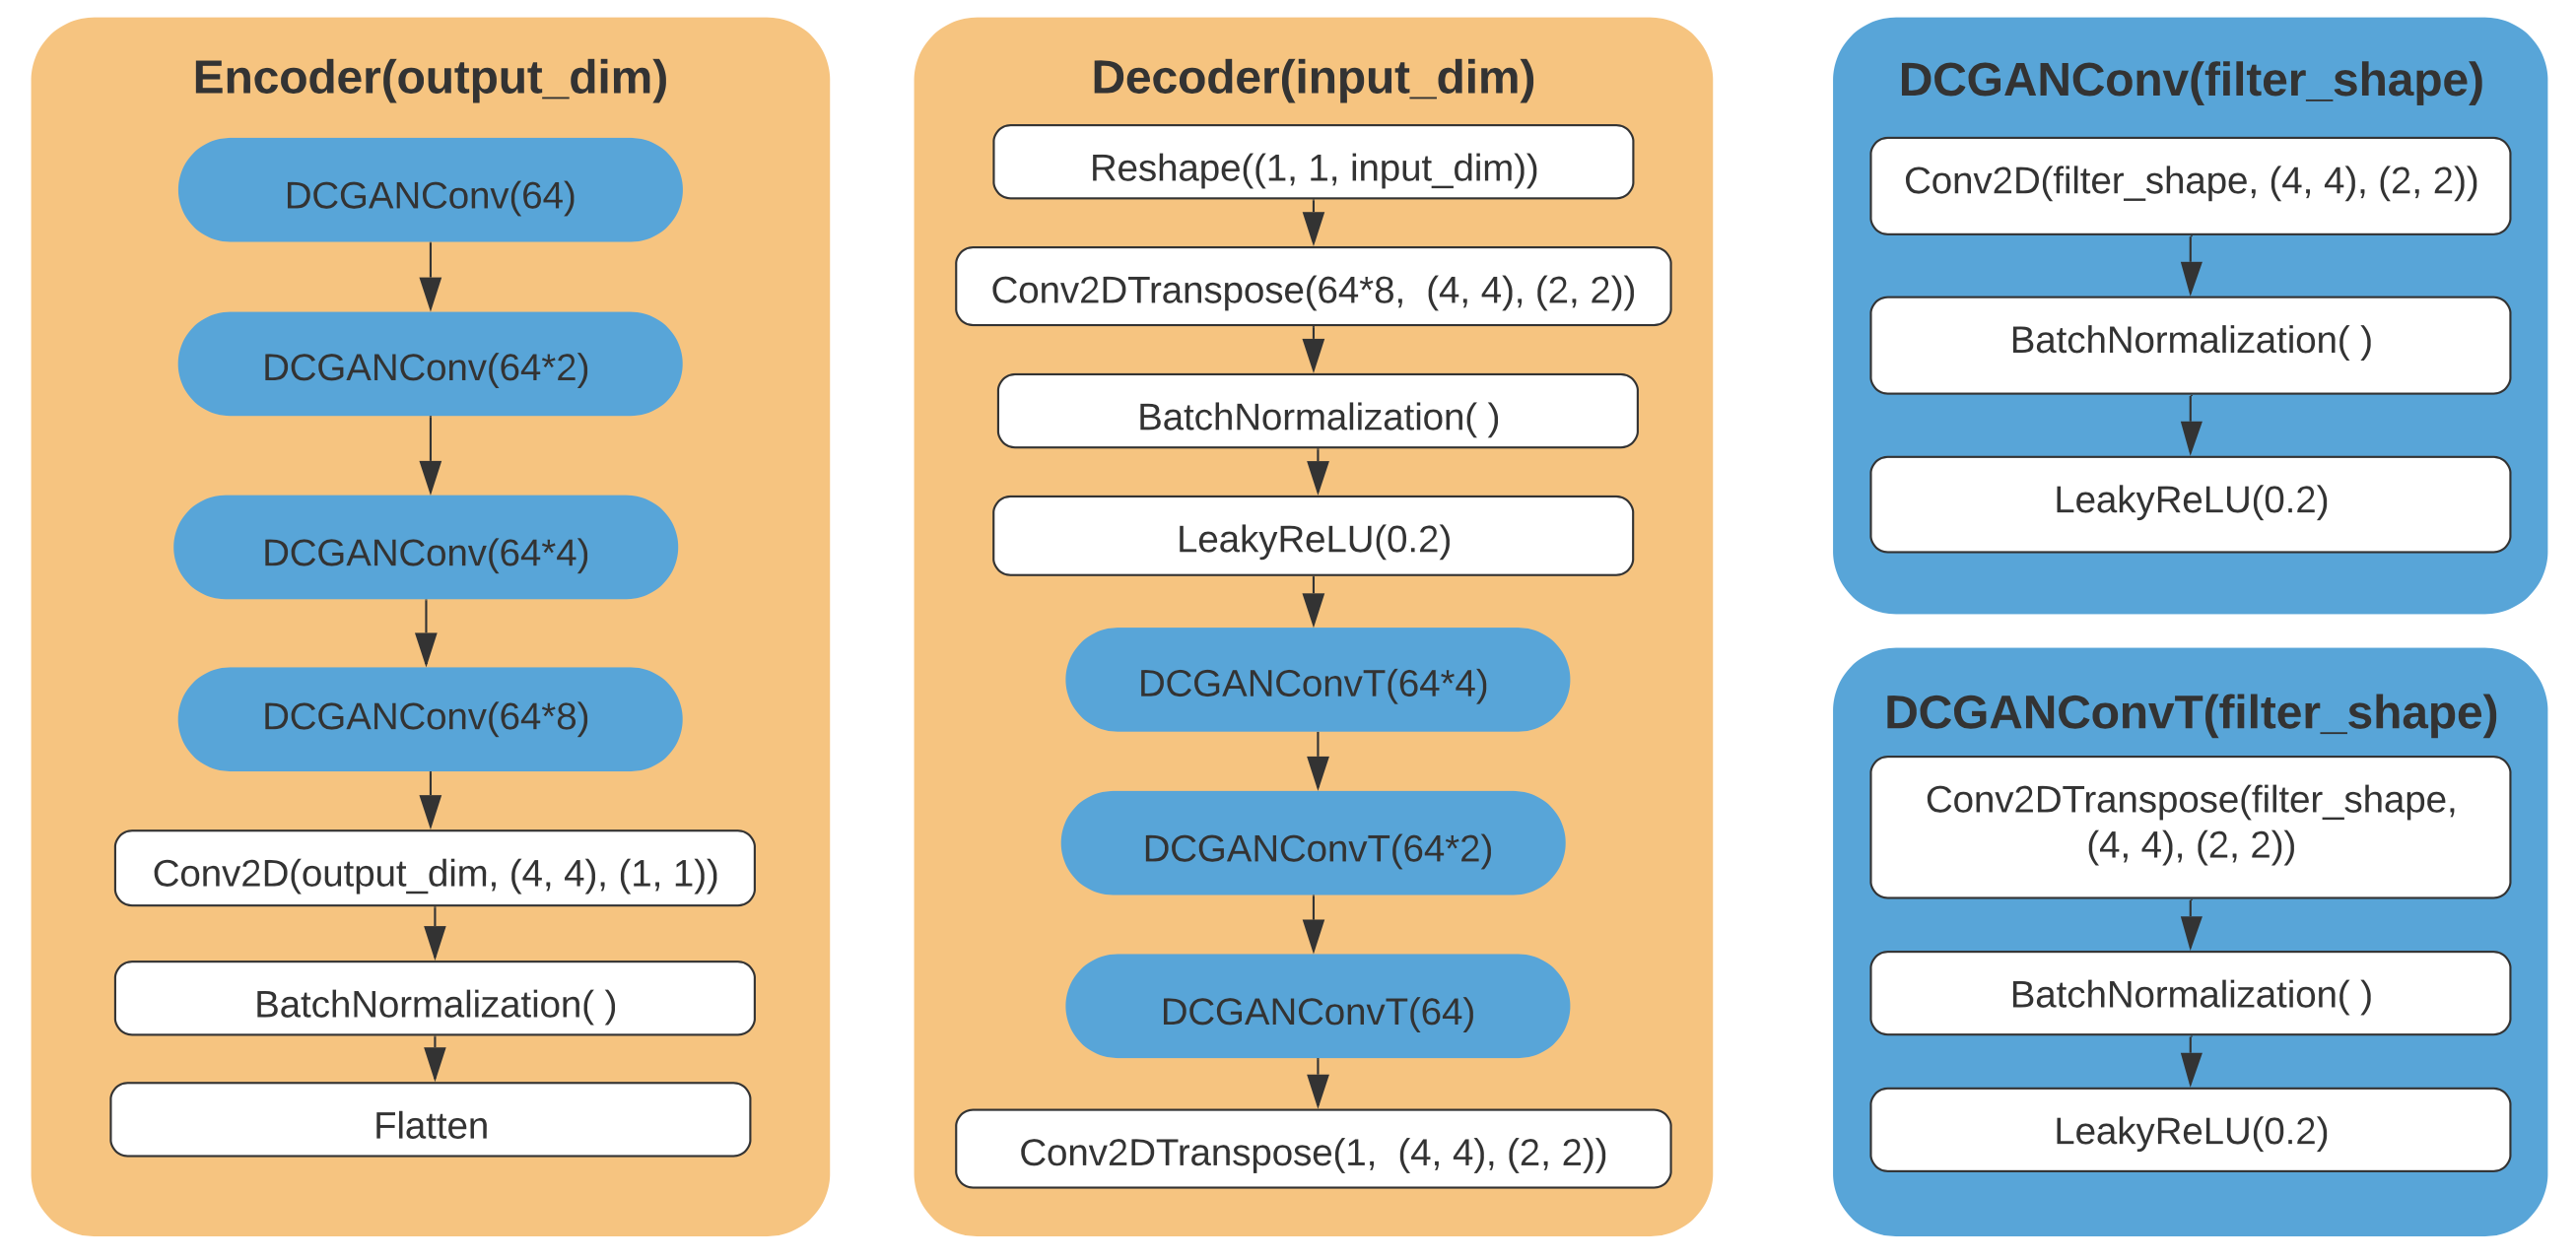 Encoder(output_dim)
DCGANConv(64)
DCGANConv(64*2)
DCGANConv(64*4)
DCGANConv(64*8)
Conv2D(output_dim, (4, 4), (1, 1))
BatchNormalization( )
Flatten
Decoder(input_dim)
Reshape((1, 1, input_dim))
Conv2DTranspose(64*8,  (4, 4), (2, 2))
BatchNormalization( )
LeakyReLU(0.2)
DCGANConvT(64*4)
DCGANConvT(64*2)
DCGANConvT(64)
Conv2DTranspose(1,  (4, 4), (2, 2))
DCGANConv(filter_shape)
Conv2D(filter_shape, (4, 4), (2, 2))
BatchNormalization( )
LeakyReLU(0.2)
DCGANConvT(filter_shape)
Conv2DTranspose(filter_shape,
(4, 4), (2, 2))
BatchNormalization( )
LeakyReLU(0.2)